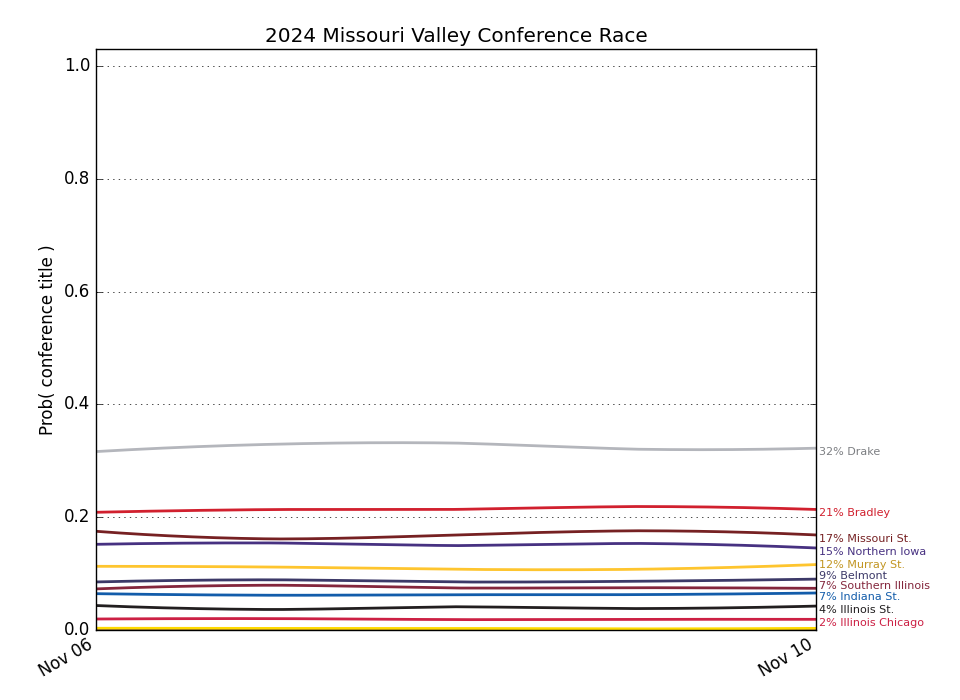 2024 Missouri Valley Conference Race
Prob( conference title )
1.0
0.8
0.6
0.4
0.2
0.0
Nov 06
Nov 10
32% Drake
21% Bradley
17% Missouri St.
15% Northern Iowa
12% Murray St.
9% Belmont
7% Southern Illinois
7% Indiana St.
4% Illinois St.
2% Illinois Chicago